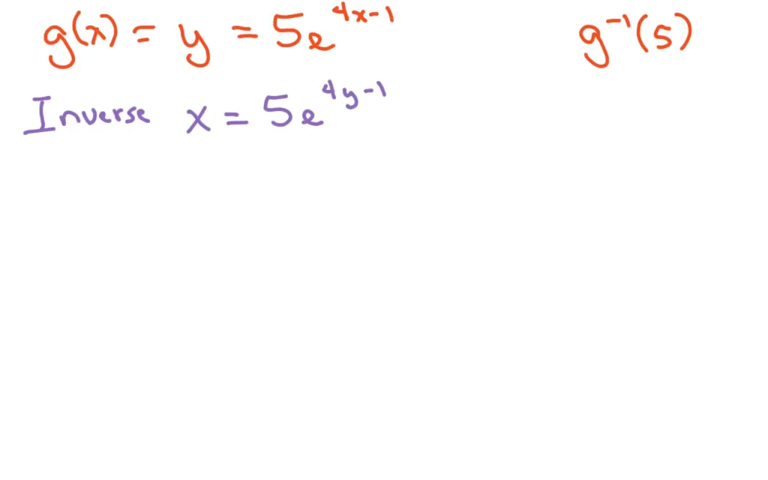 g(x) = y = 5e^{4x-1} g^{-1}(5)
Inverse x = 5e^{4y-1}